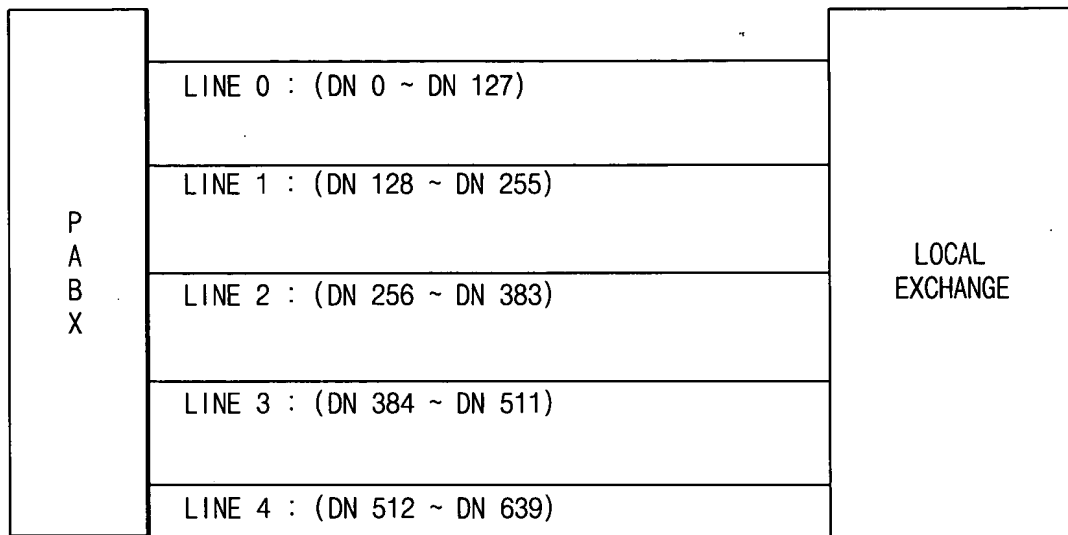 LINE 0 : (DN 0 ~ DN 127)
LINE 1 : (DN 128 ~ DN 255)
P
A
B
X
LOCAL
EXCHANGE
LINE 2 : (DN 256 ~ DN 383)
LINE 3 : (DN 384 ~ DN 511)
LINE 4 : (DN 512 ~ DN 639)